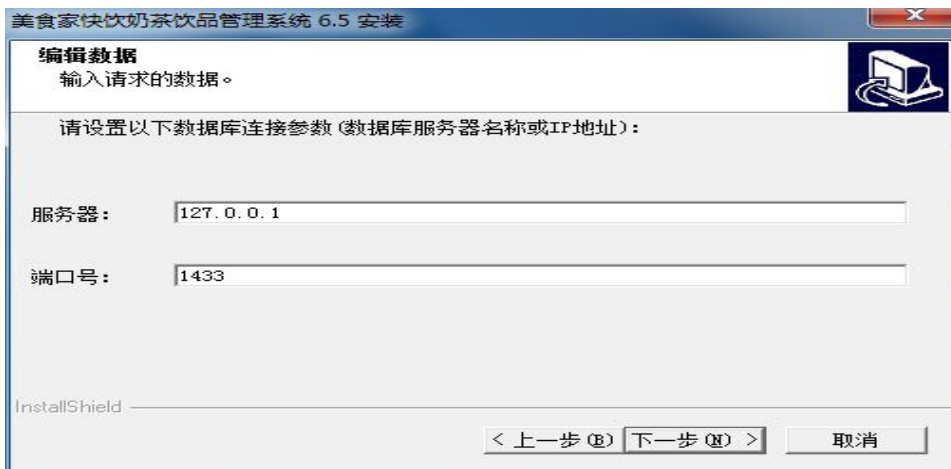 美食家快饮奶茶饮品管理系统 6.5 安装
编辑数据
输入请求的数据。
请设置以下数据库连接参数(数据库服务器名称或IP地址):
服务器: 127.0.0.1
端口号: 1433
InstallShield
< 上一步(B) 下一步(N) > 取消